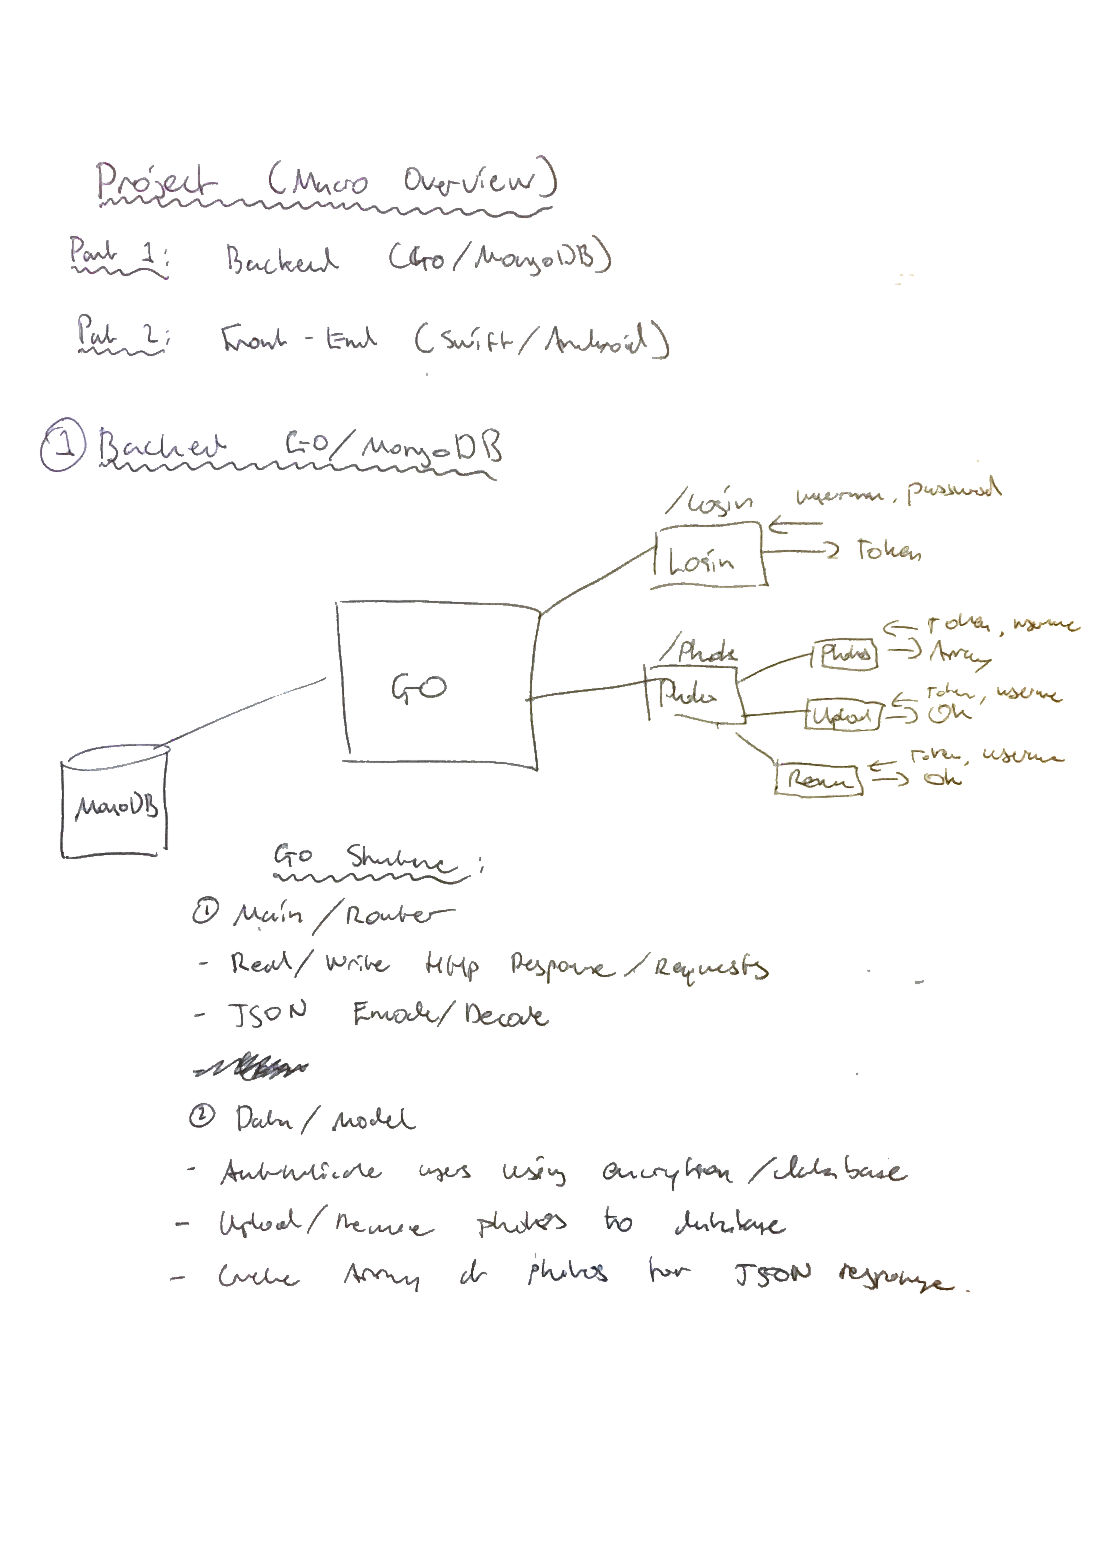 Project (Macro Overview)
Part 1: Backend (Go/MongoDB)
Part 2: Front-End (Swift/Android)
1 Backend GO/MongoDB
/Login
username, password
Login
Token
GO
/Photos
Photos
Photos
Token, username
Array
Upload
Token, username
Ok
Remove
Token, username
Ok
MongoDB
Go Structure:
1 Main/Router
- Read/Write Http Response/Requests
- JSON Encode/Decode
2 Data/Model
- Authenticate users using encryption/database
- Upload/Remove photos to database
- Create Array of photos for JSON response.